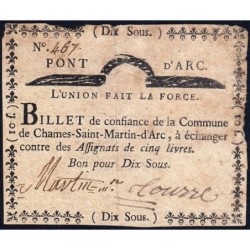 (Dix Sous.)
No. 467.
PONT D'ARC.
L'UNION FAIT LA FORCE.
BILLET de confiance de la Commune
de Chames-Saint-Martin-d'Arc, à échanger
contre des Assignats de cinq livres.
Bon pour Dix Sous.
Martin
(Dix Sous.)